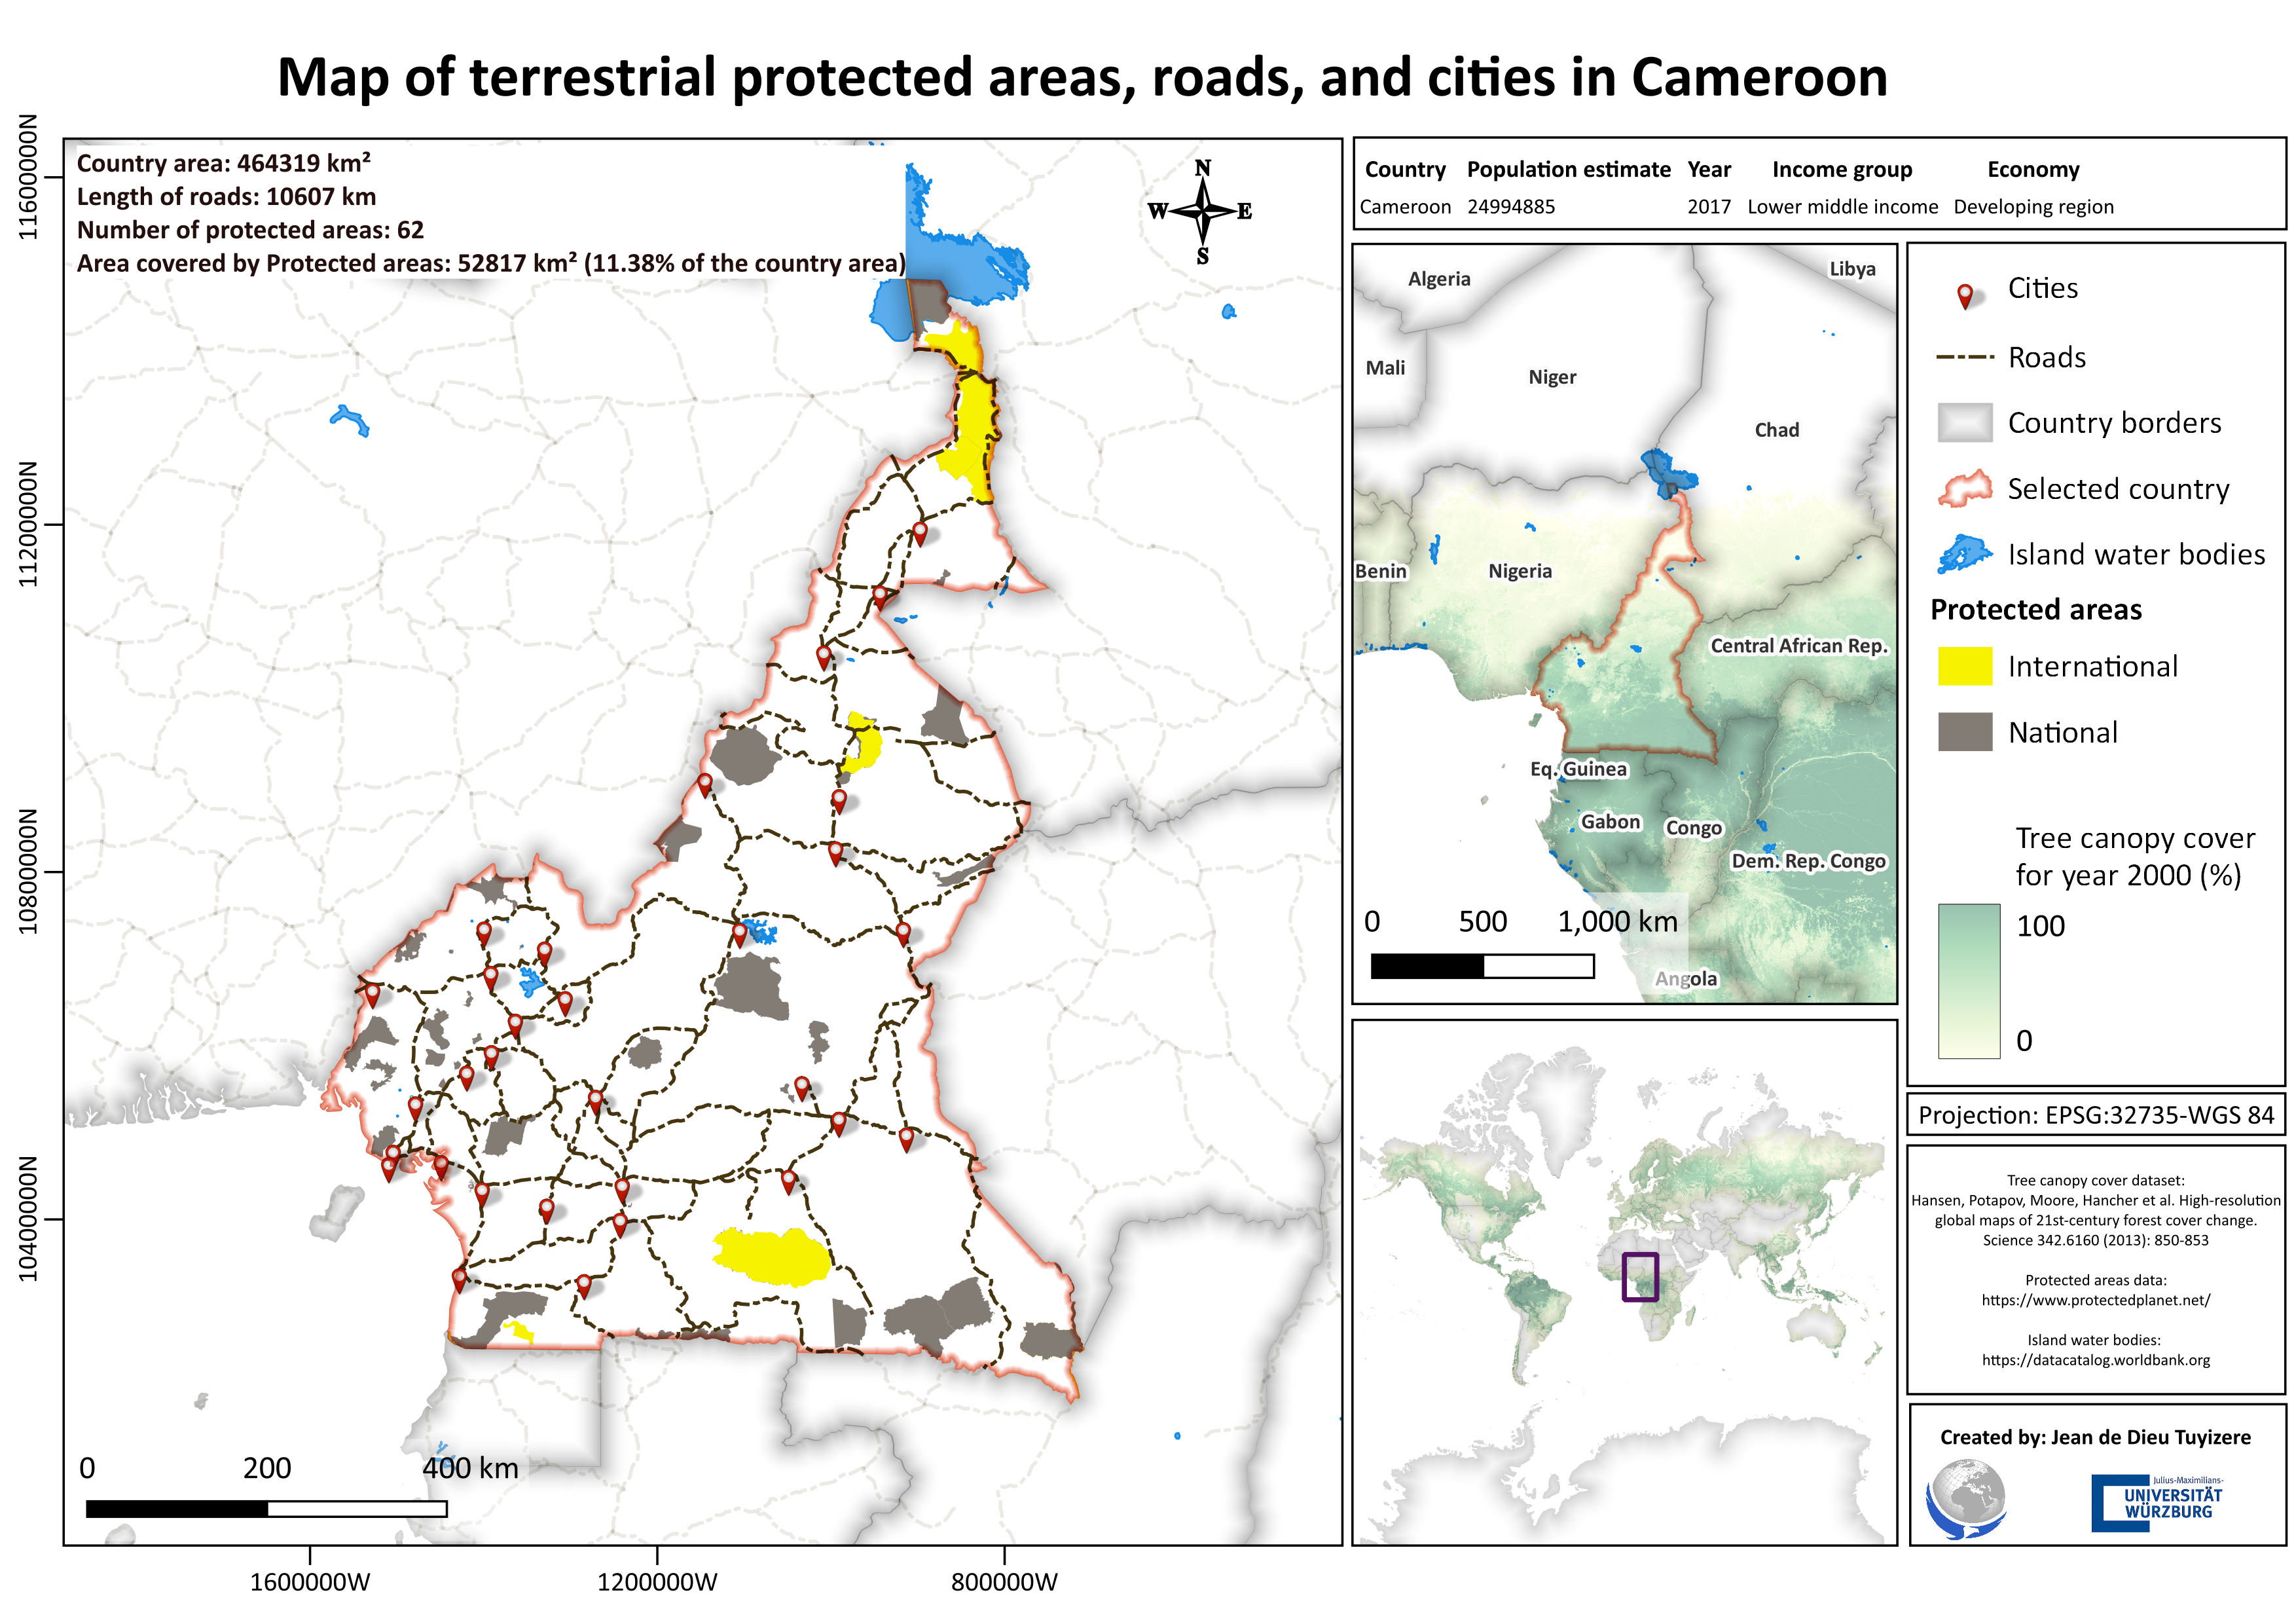 Map of terrestrial protected areas, roads, and cities in Cameroon
Country area: 464319 km²
Length of roads: 10607 km
Number of protected areas: 62
Area covered by Protected areas: 52817 km² (11.38% of the country area)
N
W E
S
11600000N
11200000N
10800000N
10400000N
1600000W 1200000W 800000W
0 200 400 km
Country Population estimate Year Income group Economy
Cameroon 24994885 2017 Lower middle income Developing region
Algeria
Libya
Mali
Niger
Chad
Benin
Nigeria
Central African Rep.
Eq. Guinea
Gabon
Congo
Dem. Rep. Congo
Angola
0 500 1,000 km
Cities
Roads
Country borders
Selected country
Island water bodies
Protected areas
International
National
Tree canopy cover
for year 2000 (%)
100
0
Projection: EPSG:32735-WGS 84
Tree canopy cover dataset:
Hansen, Potapov, Moore, Hancher et al. High-resolution
global maps of 21st-century forest cover change.
Science 342.6160 (2013): 850-853
Protected areas data:
https://www.protectedplanet.net/
Island water bodies:
https://datacatalog.worldbank.org
Created by: Jean de Dieu Tuyizere
Julius-Maximilians-
UNIVERSITÄT
WÜRZBURG